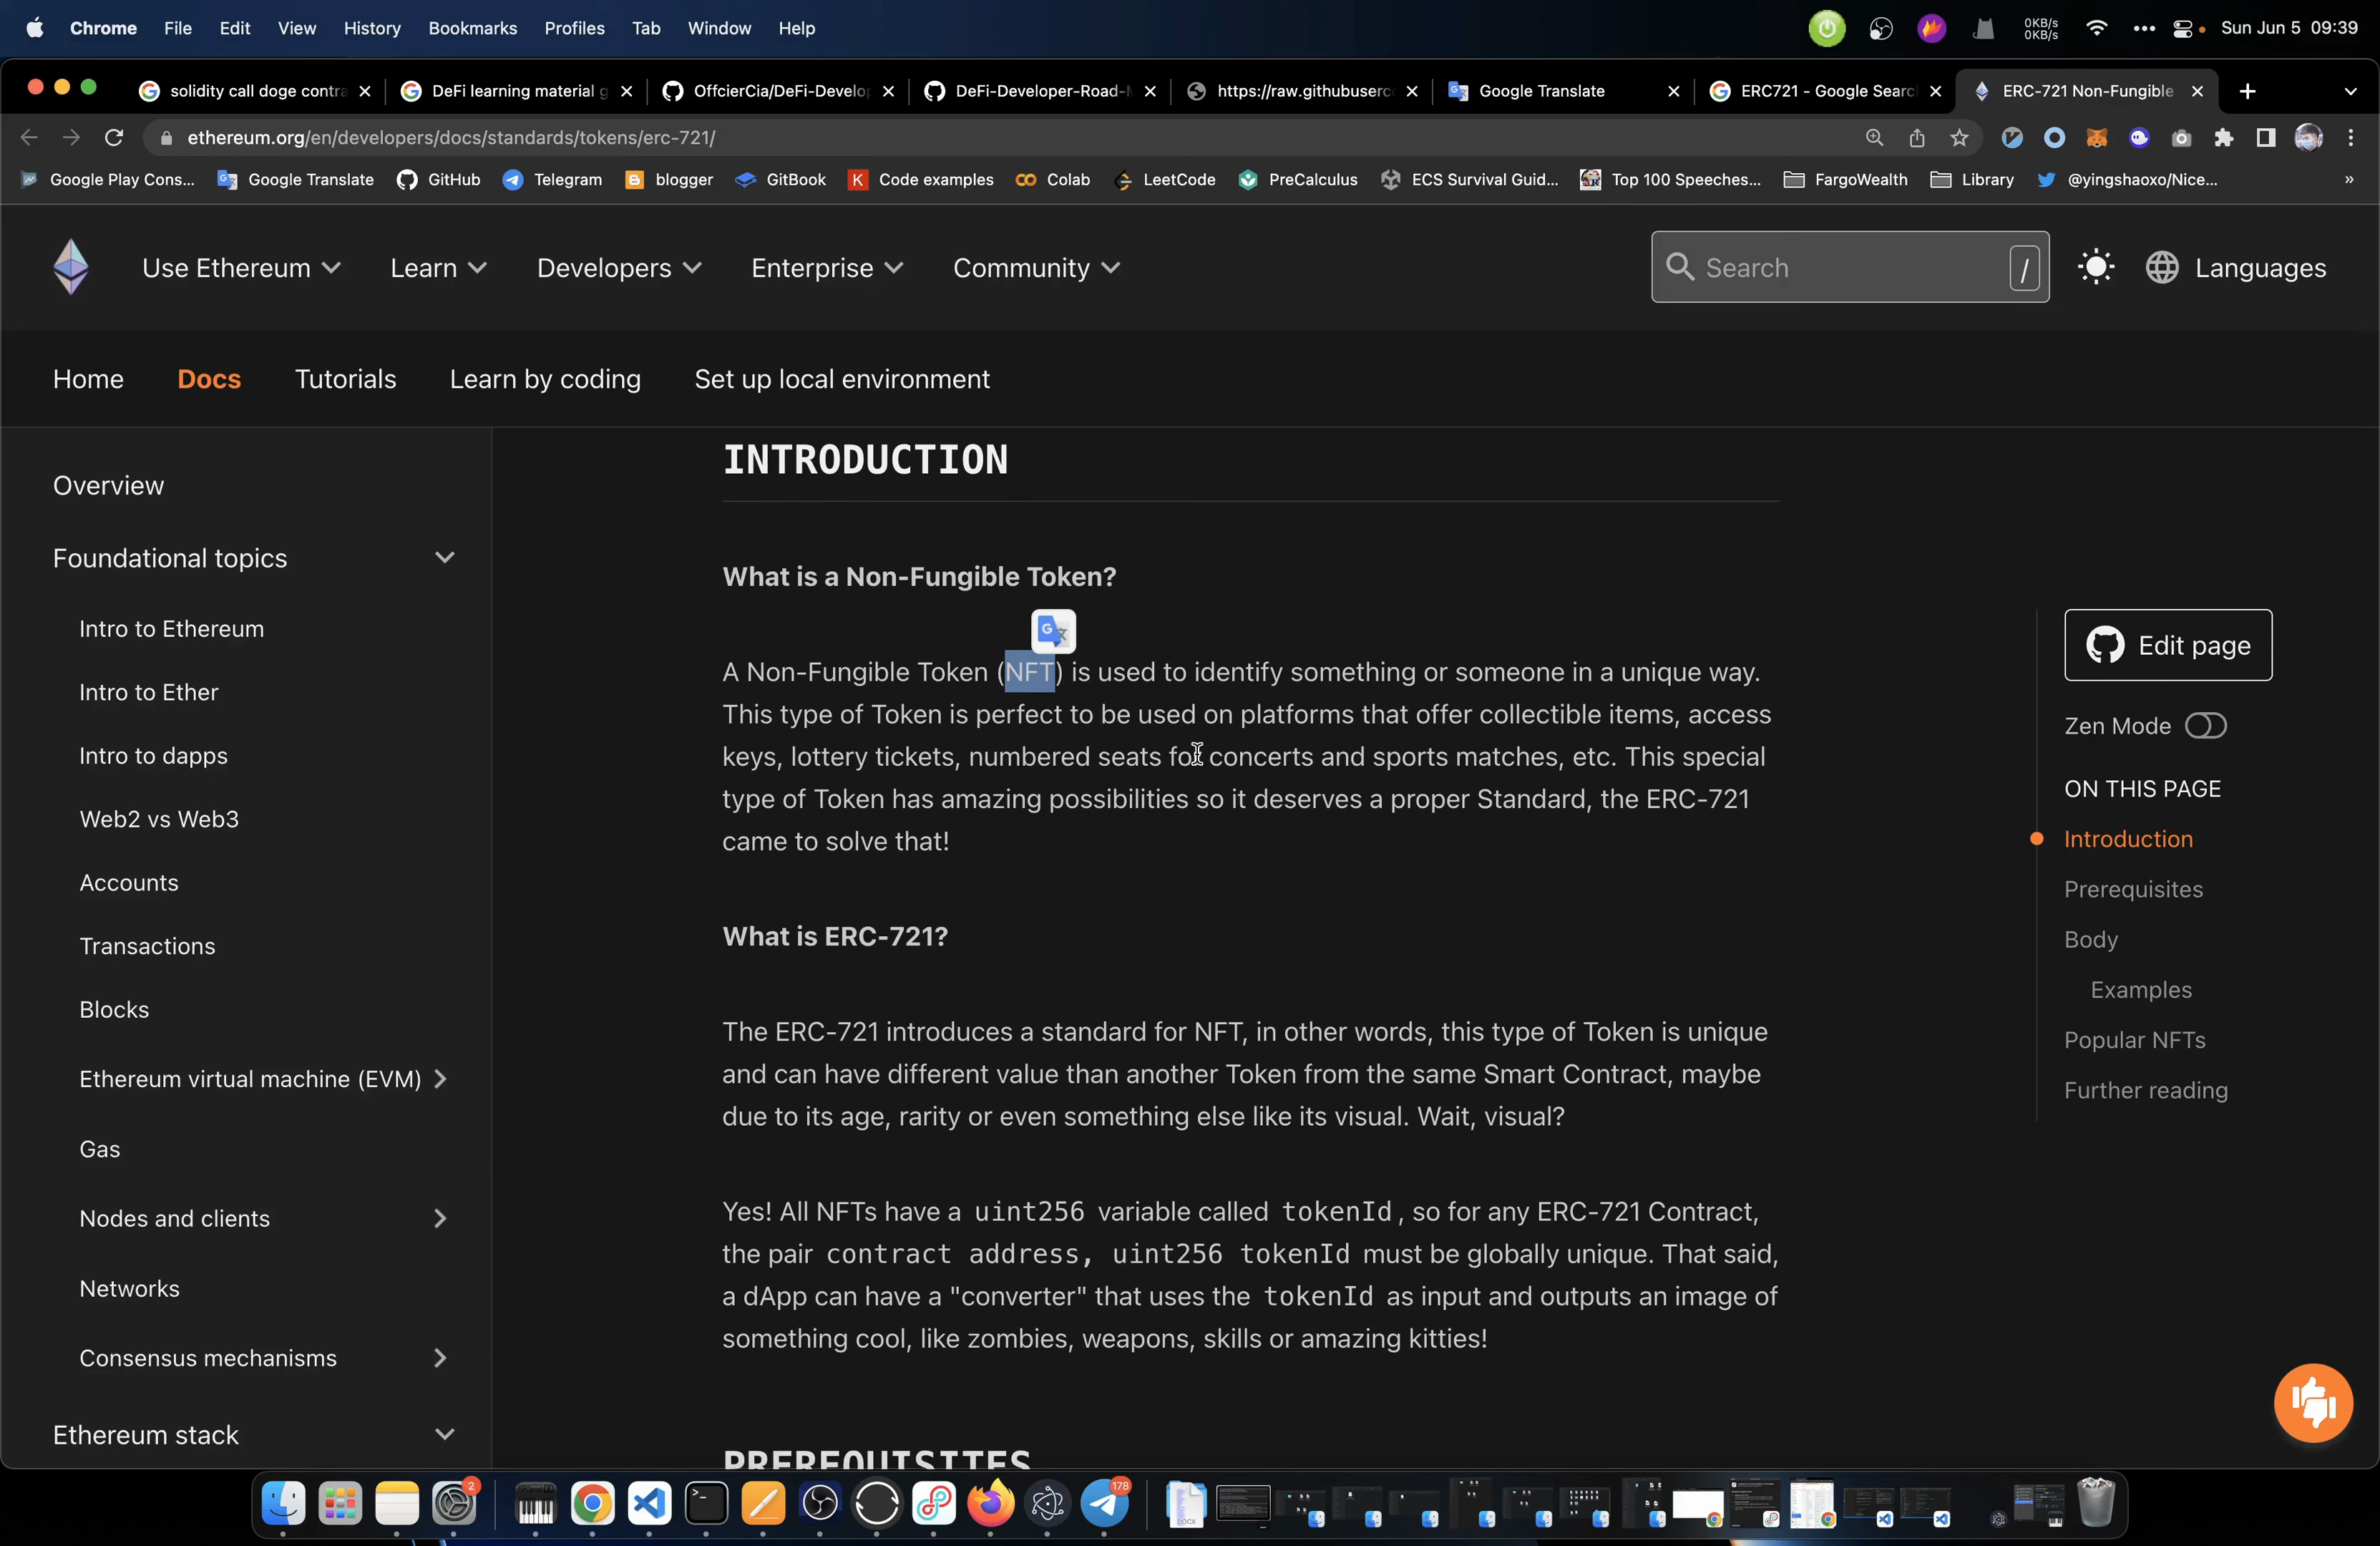 Chrome File Edit View History Bookmarks Profiles Tab Window Help
0KB/s
0KB/s
Sun Jun 5 09:39
solidity call doge contra
DeFi learning material g
OffcierCia/DeFi-Develop
DeFi-Developer-Road-M
https://raw.githubuserco
Google Translate
ERC721 - Google Search
ERC-721 Non-Fungible
ethereum.org/en/developers/docs/standards/tokens/erc-721/
Google Play Cons... Google Translate GitHub Telegram blogger GitBook Code examples Colab LeetCode PreCalculus ECS Survival Guid... Top 100 Speeches... FargoWealth Library @yingshaoxo/Nice... »
Use Ethereum Learn Developers Enterprise Community
Search /
Languages
Home Docs Tutorials Learn by coding Set up local environment
Overview
Foundational topics
Intro to Ethereum
Intro to Ether
Intro to dapps
Web2 vs Web3
Accounts
Transactions
Blocks
Ethereum virtual machine (EVM)
Gas
Nodes and clients
Networks
Consensus mechanisms
Ethereum stack
INTRODUCTION
What is a Non-Fungible Token?
A Non-Fungible Token (NFT) is used to identify something or someone in a unique way.
This type of Token is perfect to be used on platforms that offer collectible items, access
keys, lottery tickets, numbered seats for concerts and sports matches, etc. This special
type of Token has amazing possibilities so it deserves a proper Standard, the ERC-721
came to solve that!
What is ERC-721?
The ERC-721 introduces a standard for NFT, in other words, this type of Token is unique
and can have different value than another Token from the same Smart Contract, maybe
due to its age, rarity or even something else like its visual. Wait, visual?
Yes! All NFTs have a uint256 variable called tokenId, so for any ERC-721 Contract,
the pair contract address, uint256 tokenId must be globally unique. That said,
a dApp can have a "converter" that uses the tokenId as input and outputs an image of
something cool, like zombies, weapons, skills or amazing kitties!
PREREQUISITES
Edit page
Zen Mode
ON THIS PAGE
Introduction
Prerequisites
Body
Examples
Popular NFTs
Further reading
2
178
DOCX